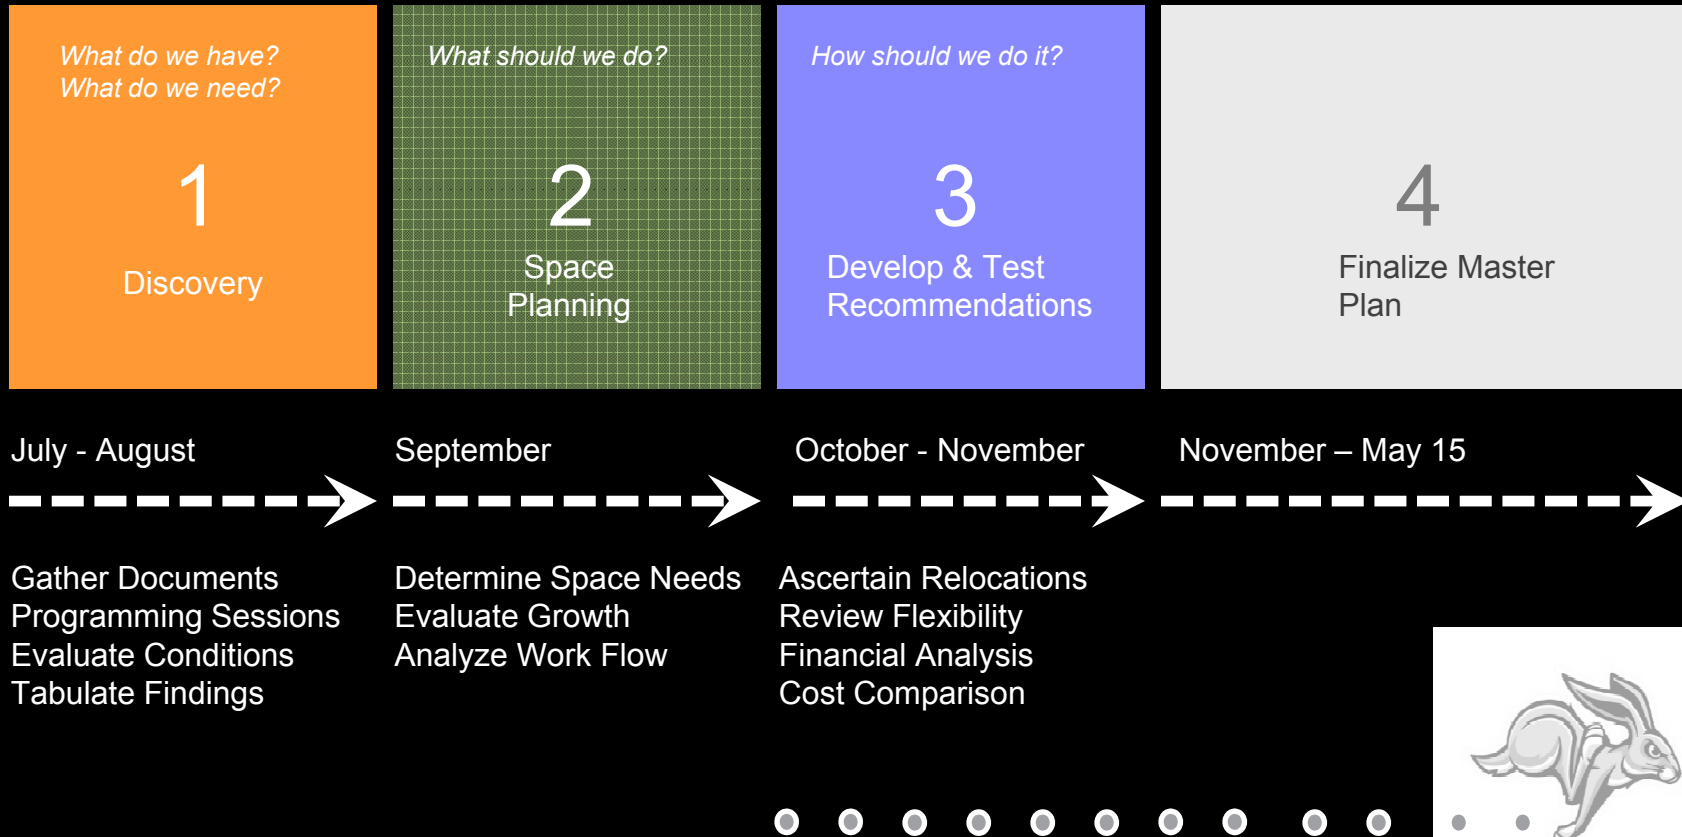 What do we have?
What do we need?
1
Discovery
What should we do?
2
Space
Planning
How should we do it?
3
Develop & Test
Recommendations
4
Finalize Master
Plan
July - August
September
October - November
November – May 15
Gather Documents
Programming Sessions
Evaluate Conditions
Tabulate Findings
Determine Space Needs
Evaluate Growth
Analyze Work Flow
Ascertain Relocations
Review Flexibility
Financial Analysis
Cost Comparison